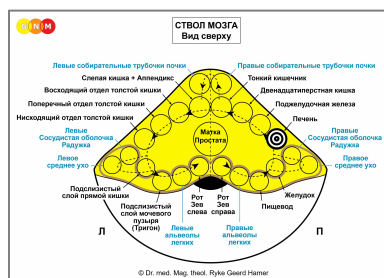 N N M
СТВОЛ МОЗГА
Вид сверху
Левые собирательные трубочки почки
Правые собирательные трубочки почки
Слепая кишка + Аппендикс
Тонкий кишечник
Восходящий отдел толстой кишки
Двенадцатиперстная кишка
Поперечный отдел толстой кишки
Поджелудочная железа
Нисходящий отдел толстой кишки
Печень
Левые
Сосудистая оболочка
Радужка
Матка
Простата
Правые
Сосудистая оболочка
Радужка
Левое
среднее ухо
Правое
среднее ухо
Подслизистый
слой прямой кишки
Рот
Зев
слева
Рот
Зев
справа
Желудок
Подслизистый
слой мочевого
пузыря
(Тригон)
Левые
альвеолы
легких
Правые
альвеолы
легких
Пищевод
Л
П
© Dr. med. Mag. theol. Ryke Geerd Hamer